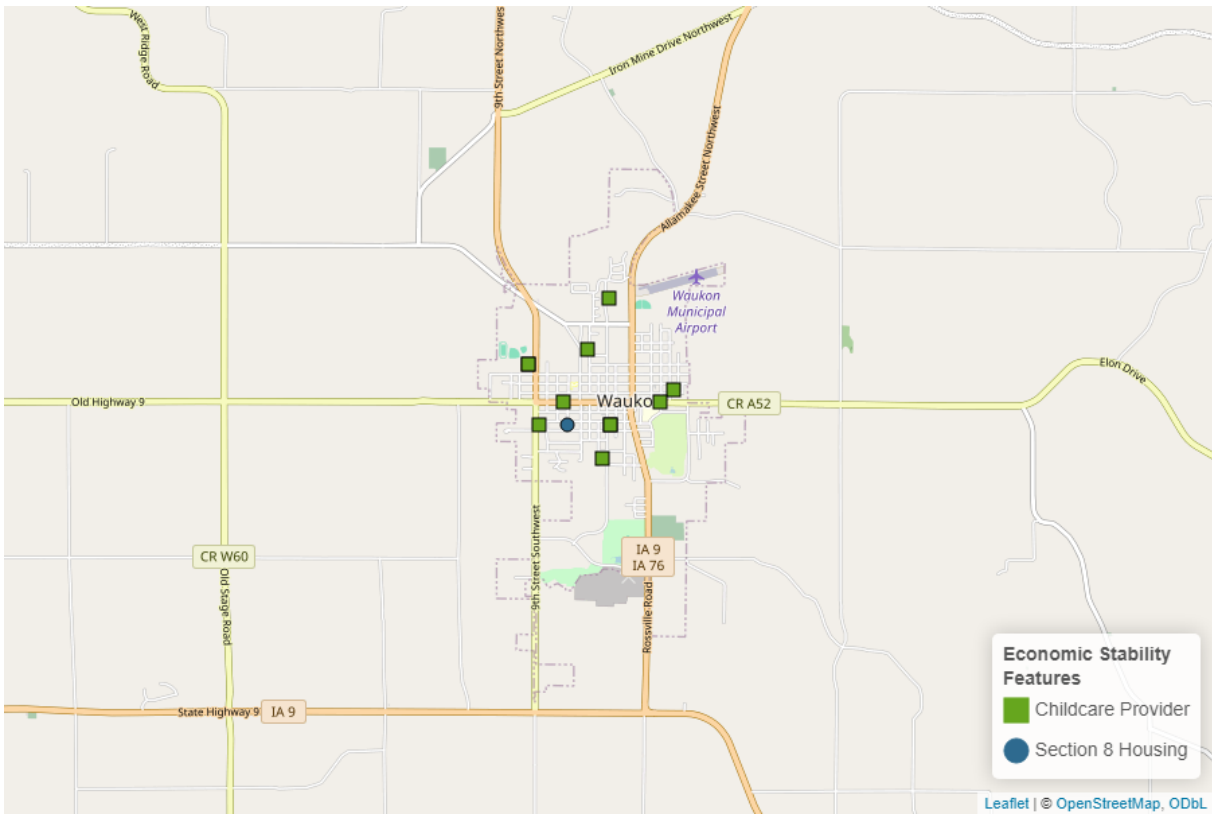 West Ridge Road
9th Street Northwest
Iron Mine Drive Northwest
Allamakee Street Northwest
Waukon
Municipal
Airport
Elon Drive
Old Highway 9
Wauko
CR A52
CR W60
Old Stage Road
9th Street Southwest
IA 9
IA 76
Rossville Road
State Highway 9
IA 9
Economic Stability
Features
Childcare Provider
Section 8 Housing
Leaflet | © OpenStreetMap, ODbL